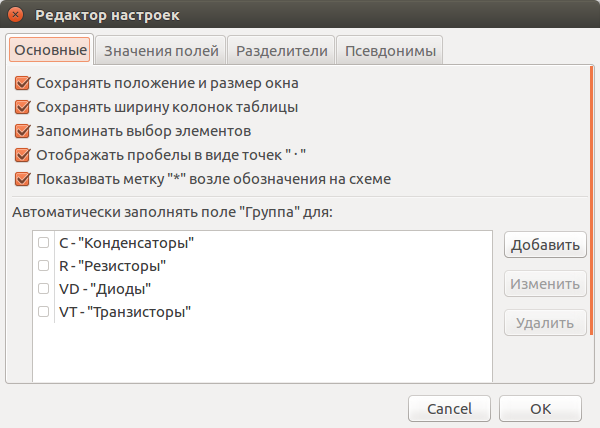 Редактор настроек
Основные Значения полей Разделители Псевдонимы
Сохранять положение и размер окна
Сохранять ширину колонок таблицы
Запоминать выбор элементов
Отображать пробелы в виде точек "·"
Показывать метку "*" возле обозначения на схеме
Автоматически заполнять поле "Группа" для:
C - "Конденсаторы"
R - "Резисторы"
VD - "Диоды"
VT - "Транзисторы"
Добавить
Изменить
Удалить
Cancel OK